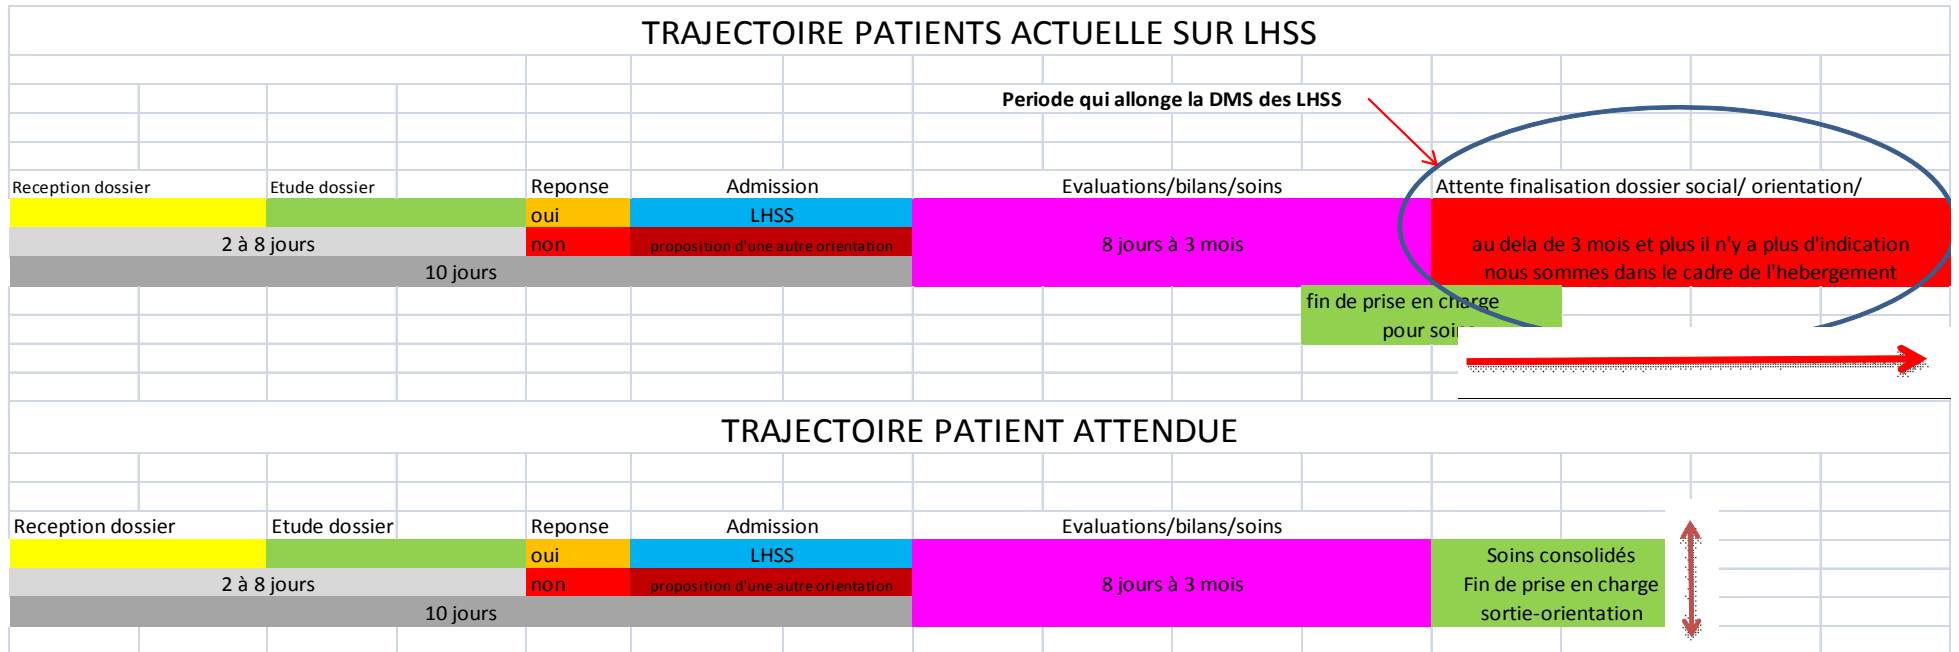 TRAJECTOIRE PATIENTS ACTUELLE SUR LHSS
Periode qui allonge la DMS des LHSS
Reception dossier Etude dossier Reponse Admission Evaluations/bilans/soins Attente finalisation dossier social/ orientation/
oui LHSS
2 à 8 jours non proposition d'une autre orientation 8 jours à 3 mois au dela de 3 mois et plus il n'y a plus d'indication
10 jours nous sommes dans le cadre de l'hebergement
fin de prise en charge
pour soins
TRAJECTOIRE PATIENT ATTENDUE
Reception dossier Etude dossier Reponse Admission Evaluations/bilans/soins
oui LHSS Soins consolidés
2 à 8 jours non proposition d'une autre orientation 8 jours à 3 mois Fin de prise en charge
10 jours sortie-orientation